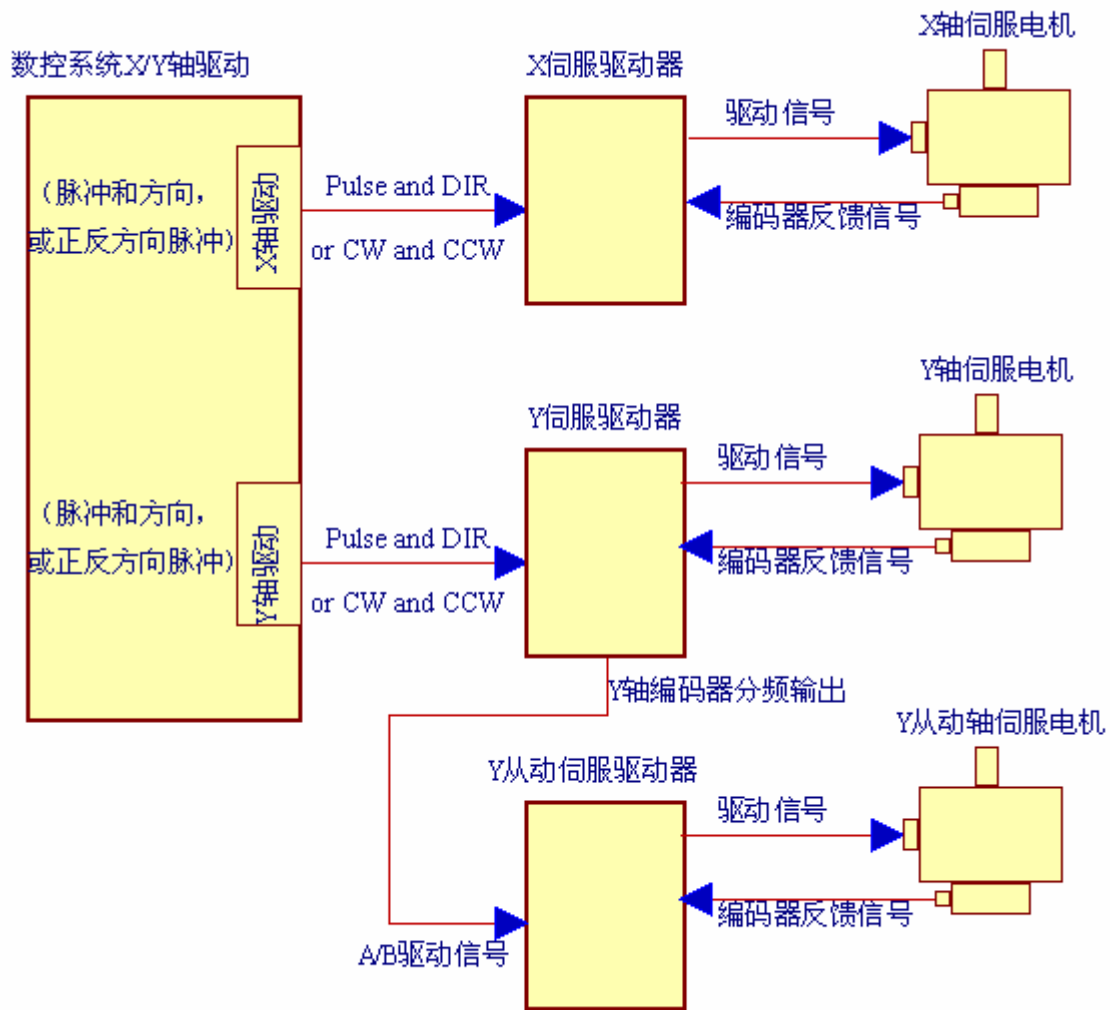 X轴伺服电机
数控系统X/Y轴驱动
X伺服驱动器
驱动信号
（脉冲和方向，
或正反方向脉冲）
X轴驱动
Pulse and DIR
or CW and CCW
编码器反馈信号
Y轴伺服电机
Y伺服驱动器
驱动信号
（脉冲和方向，
或正反方向脉冲）
Y轴驱动
Pulse and DIR
or CW and CCW
编码器反馈信号
Y轴编码器分频输出
Y从动轴伺服电机
Y从动伺服驱动器
驱动信号
编码器反馈信号
A/B驱动信号